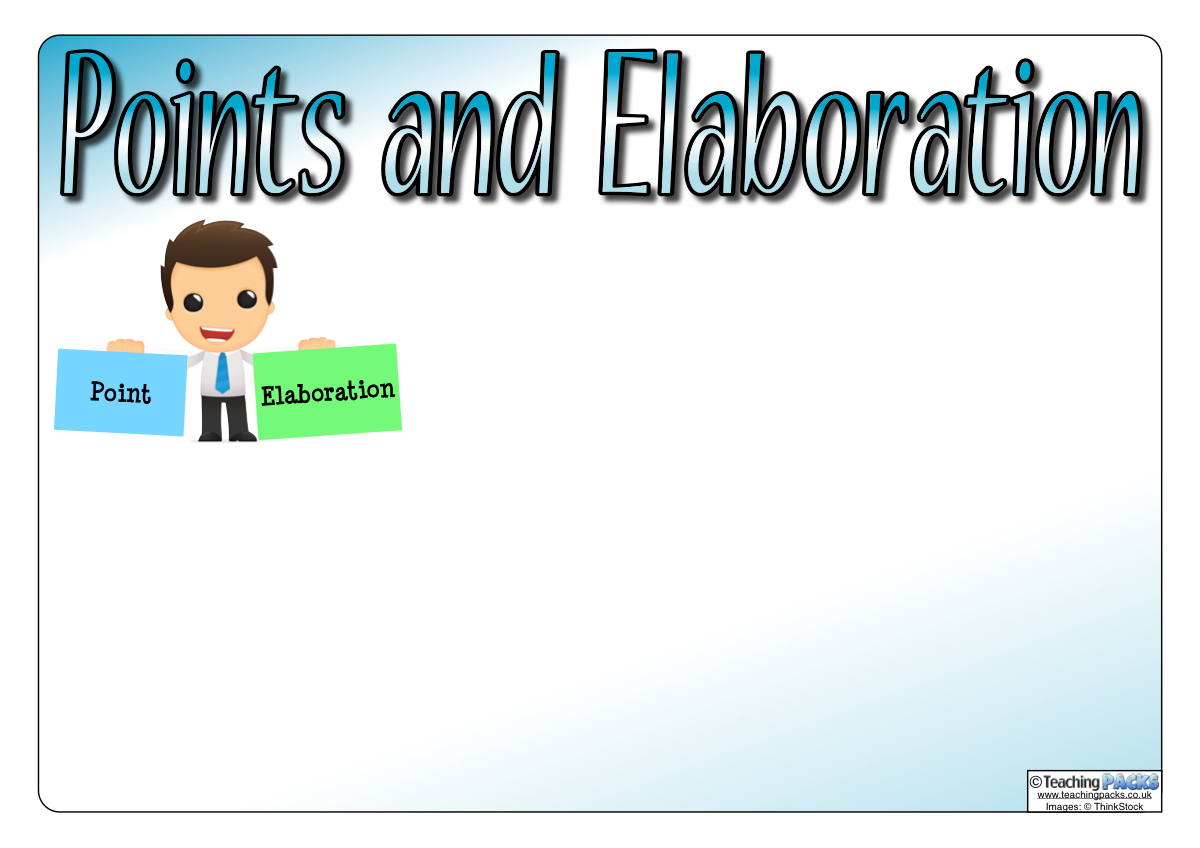 Points and Elaboration
Point
Elaboration
© Teaching PACKS
www.teachingpacks.co.uk
Images: © ThinkStock